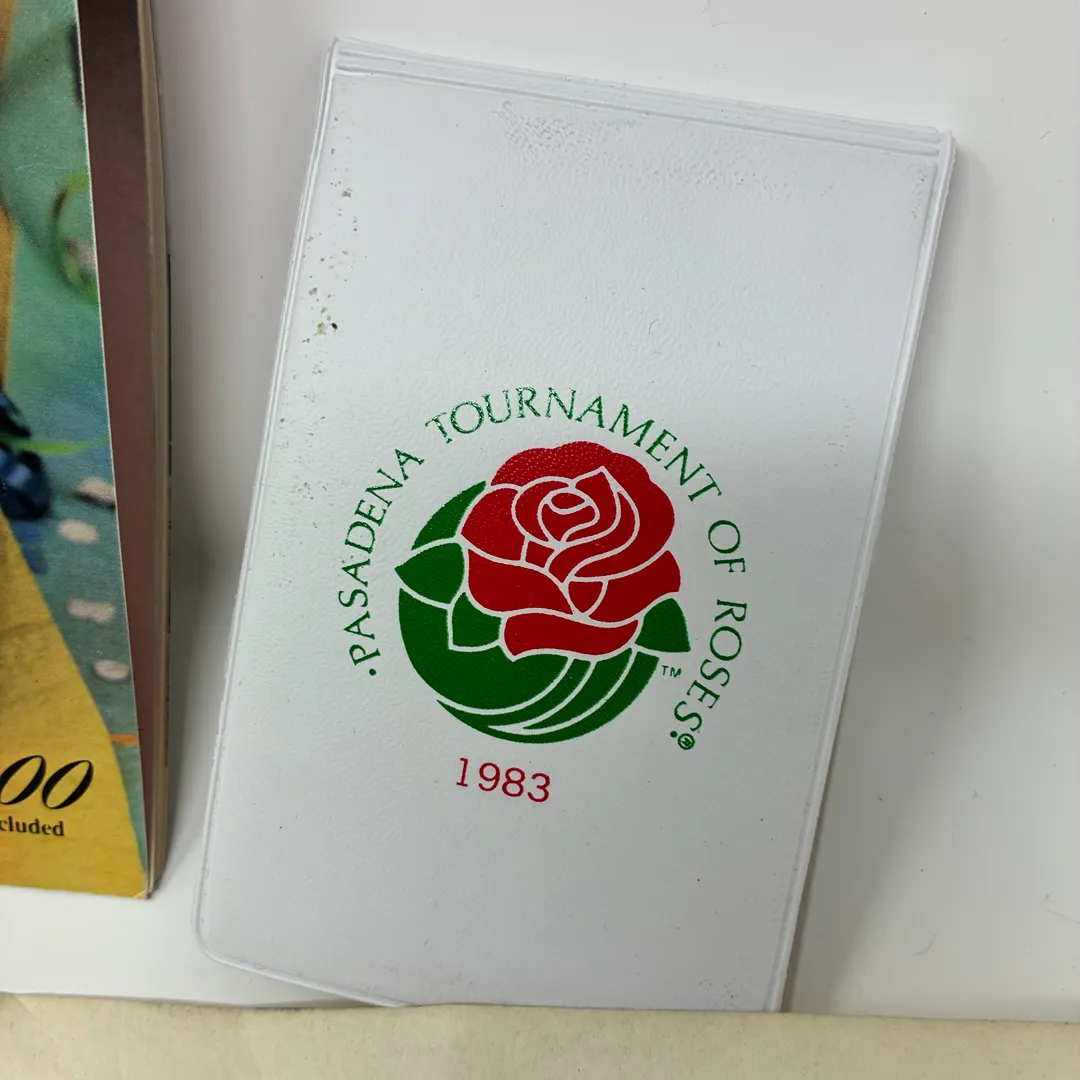 ·PASADENA TOURNAMENT OF ROSES·®
TM
1983
00
cluded